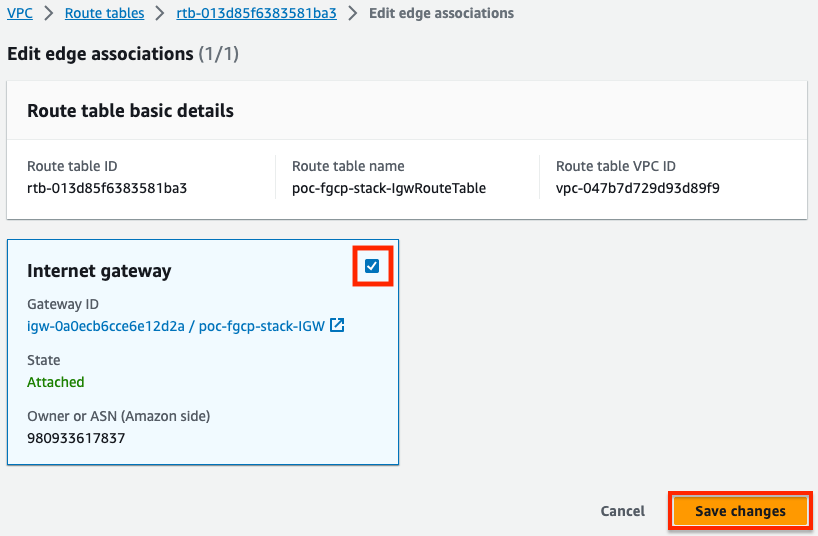 VPC > Route tables > rtb-013d85f6383581ba3 > Edit edge associations
Edit edge associations (1/1)
Route table basic details
Route table ID
rtb-013d85f6383581ba3
Route table name
poc-fgcp-stack-IgwRouteTable
Route table VPC ID
vpc-047b7d729d93d89f9
Internet gateway
Gateway ID
igw-0a0ecb6cce6e12d2a / poc-fgcp-stack-IGW
State
Attached
Owner or ASN (Amazon side)
980933617837
Cancel
Save changes